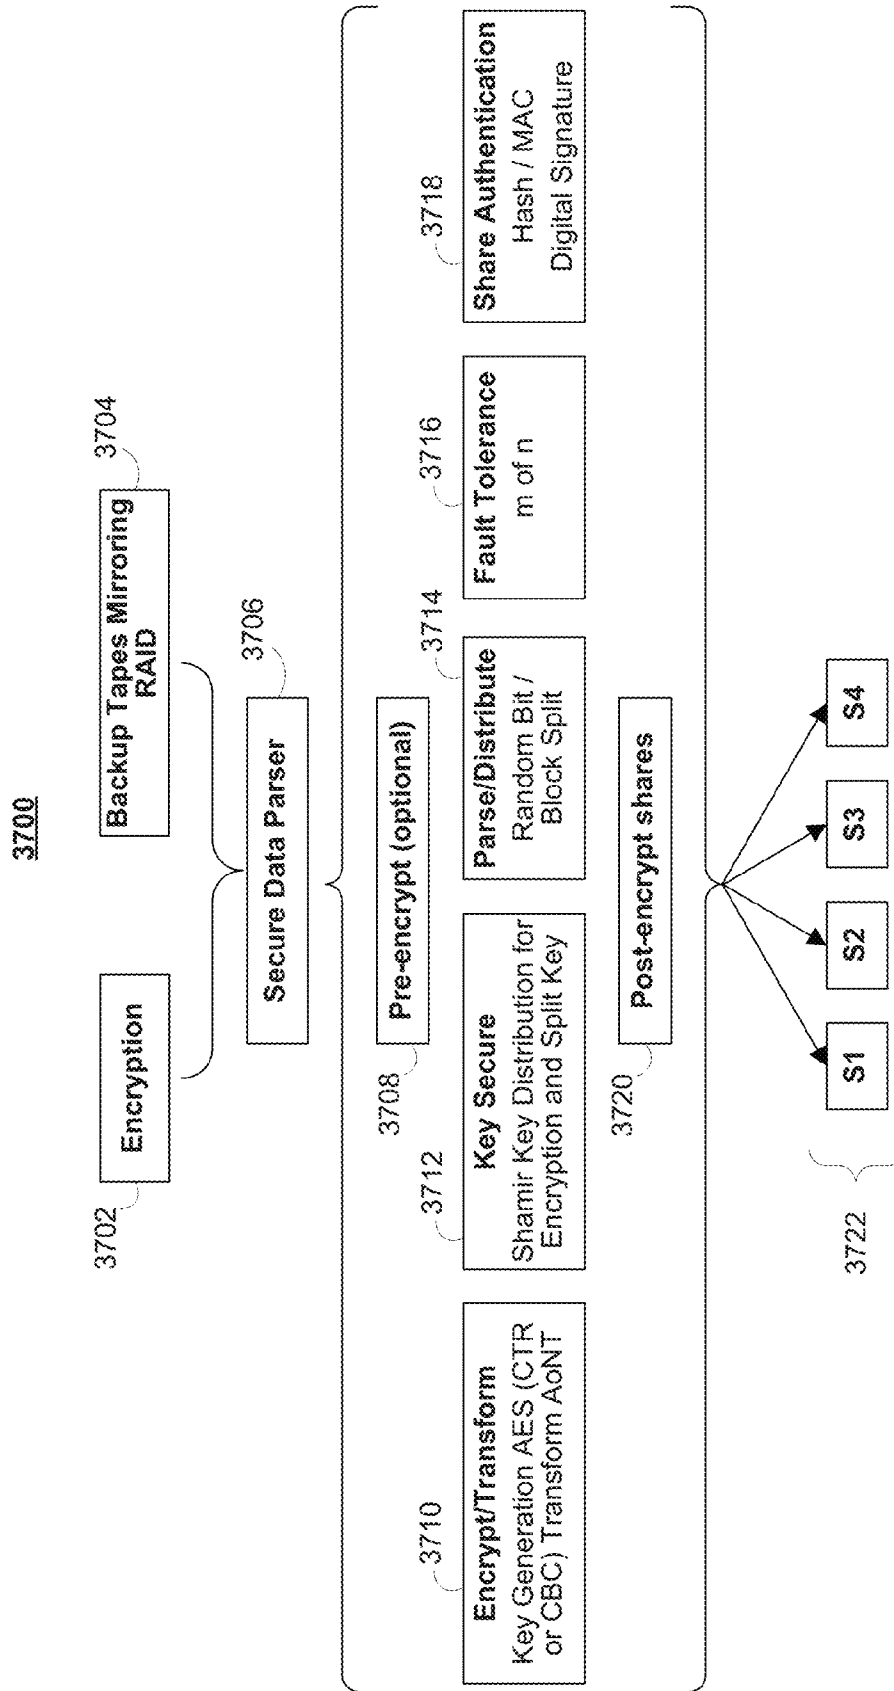 3700
3702
Encryption
Backup Tapes Mirroring
RAID
3704
Secure Data Parser
3706
3708
Pre-encrypt (optional)
3710
Encrypt/Transform
Key Generation AES (CTR
or CBC) Transform AoNT
3712
Key Secure
Shamir Key Distribution for
Encryption and Split Key
3714
Parse/Distribute
Random Bit /
Block Split
3716
Fault Tolerance
m of n
3718
Share Authentication
Hash / MAC
Digital Signature
3720
Post-encrypt shares
3722
S1
S2
S3
S4